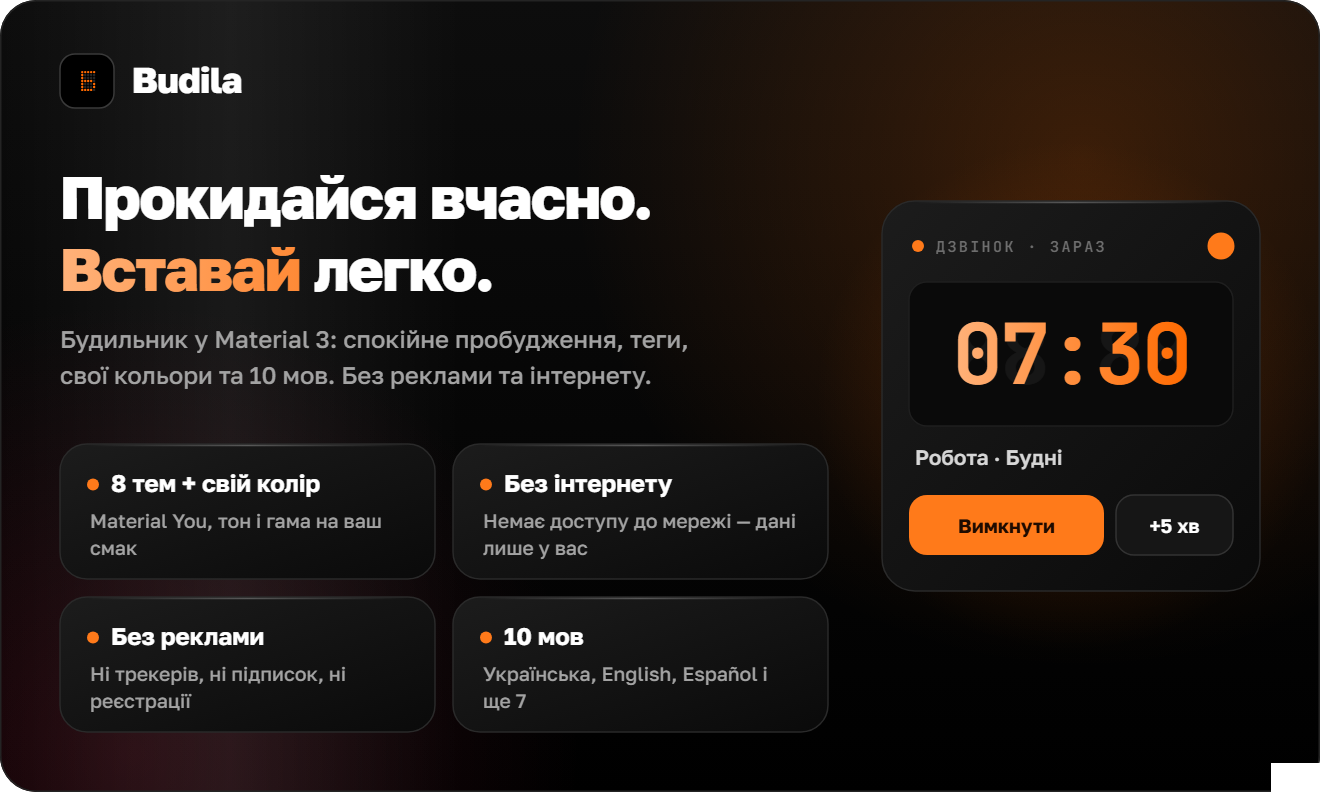 Б
Budila
Прокидайся вчасно.
Вставай легко.
Будильник у Material 3: спокійне пробудження, теги,
свої кольори та 10 мов. Без реклами та інтернету.
8 тем + свій колір
Material You, тон і гама на ваш
смак
Без інтернету
Немає доступу до мережі — дані
лише у вас
Без реклами
Ні трекерів, ні підписок, ні
реєстрації
10 мов
Українська, English, Español і
ще 7
ДЗВІНОК · ЗАРАЗ
07:30
Робота · Будні
Вимкнути
+5 хв